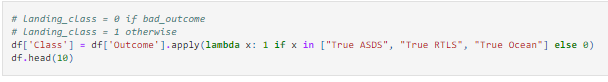 # landing_class = 0 if bad_outcome
# landing_class = 1 otherwise
df['Class'] = df['Outcome'].apply(lambda x: 1 if x in ["True ASDS", "True RTLS", "True Ocean"] else 0)
df.head(10)